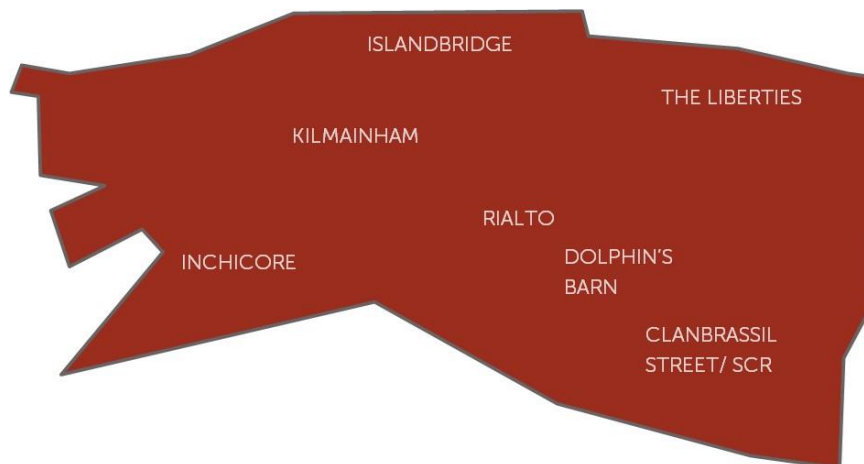 ISLANDBRIDGE
THE LIBERTIES
KILMAINHAM
RIALTO
INCHICORE
DOLPHIN'S
BARN
CLANBRASSIL
STREET/ SCR